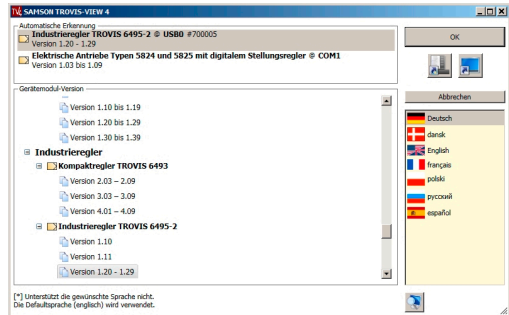 SAMSON TROVIS-VIEW 4
Automatische Erkennung
Industrieregler TROVIS 6495-2 @ USB0 #700005
Version 1.20 - 1.29
Elektrische Antriebe Typen 5824 und 5825 mit digitalem Stellungsregler @ COM1
Version 1.03 bis 1.09
OK
Gerätemodul-Version
Abbrechen
Version 1.10 bis 1.19
Version 1.20 bis 1.29
Version 1.30 bis 1.39
Industrieregler
Kompaktregler TROVIS 6493
Version 2.03 – 2.09
Version 3.03 – 3.09
Version 4.01 – 4.09
Industrieregler TROVIS 6495-2
Version 1.10
Version 1.11
Version 1.20 - 1.29
Deutsch
dansk
English
français
polski
русский
español
[*] Unterstützt die gewünschte Sprache nicht.
Die Defaultsprache (englisch) wird verwendet.